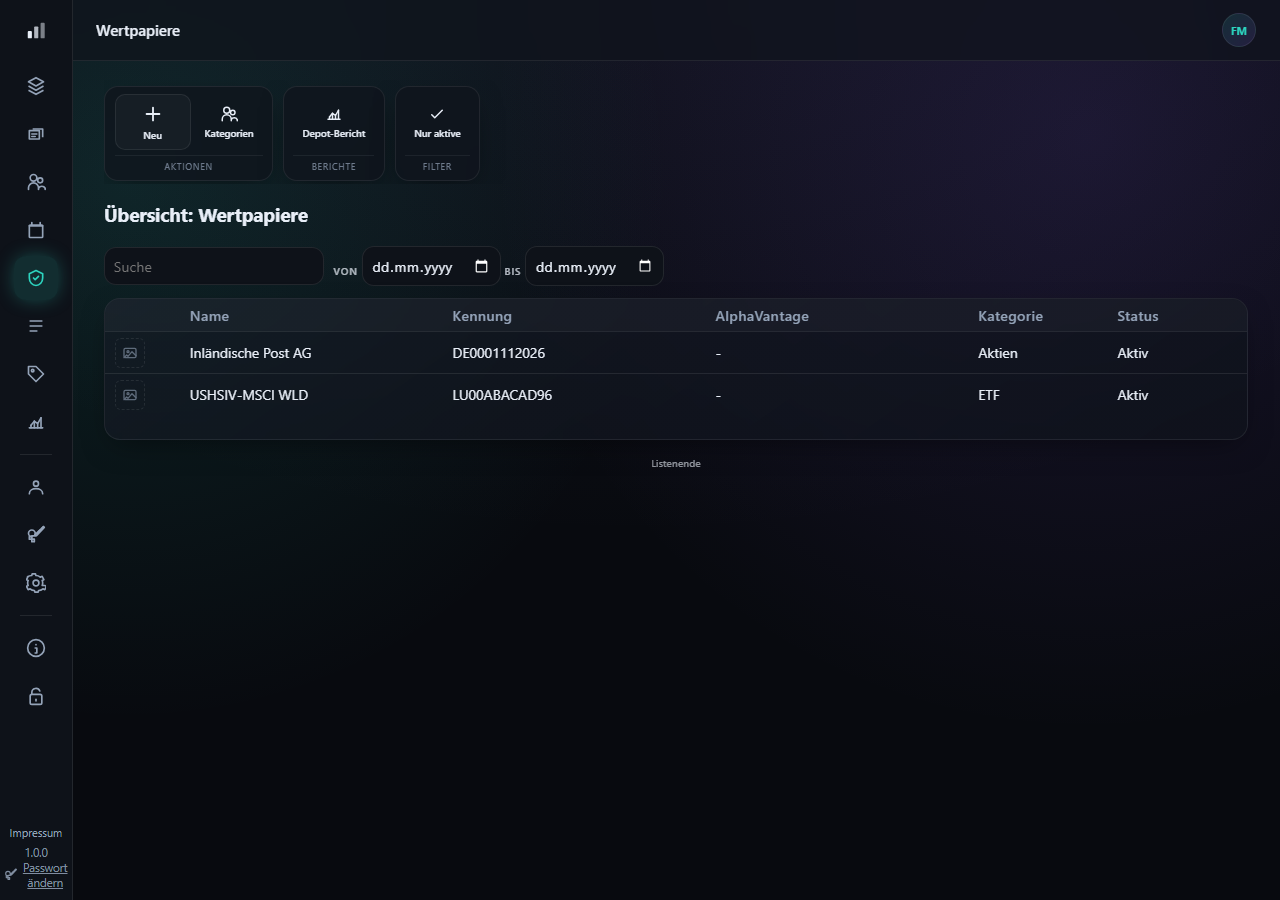 Wertpapiere
FM
Neu
Kategorien
AKTIONEN
Depot-Bericht
BERICHTE
Nur aktive
FILTER
Übersicht: Wertpapiere
Suche
VON
dd.mm.yyyy
BIS
dd.mm.yyyy
Name Kennung AlphaVantage Kategorie Status
Inländische Post AG DE0001112026 - Aktien Aktiv
USHSIV-MSCI WLD LU00ABACAD96 - ETF Aktiv
Listenende
Impressum
1.0.0
Passwort
ändern